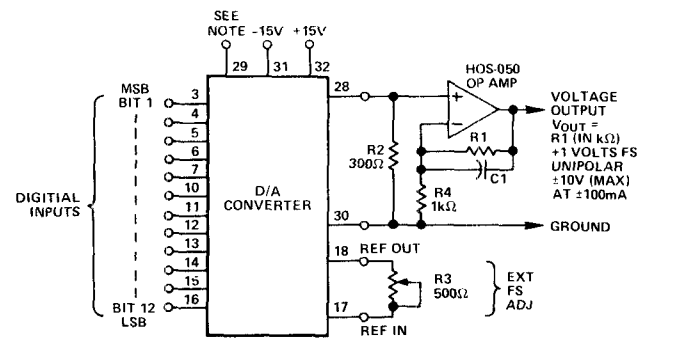 SEE
NOTE -15V +15V
29 31 32
MSB
BIT 1
3
4
5
6
7
10
11
12
13
14
15
16
BIT 12
LSB
DIGITIAL
INPUTS
D/A
CONVERTER
28
30
18
17
HOS-050
OP AMP
+
−
R1
C1
R2
300Ω
R4
1kΩ
VOLTAGE
OUTPUT
VOUT =
R1 (IN kΩ)
+1 VOLTS FS
UNIPOLAR
±10V (MAX)
AT ±100mA
GROUND
REF OUT
R3
500Ω
REF IN
EXT
FS
ADJ